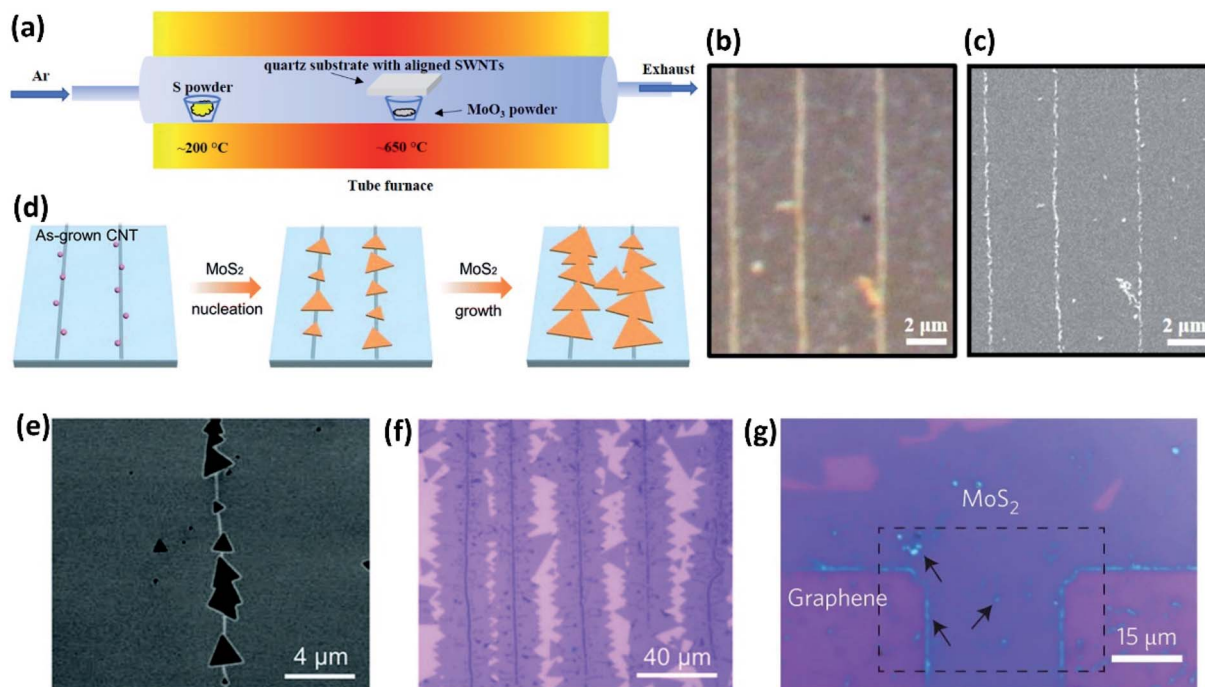 (a)
Ar
S powder
quartz substrate with aligned SWNTs
MoO₃ powder
Exhaust
~200 °C
~650 °C
Tube furnace
(b)
2 μm
(c)
2 μm
(d)
As-grown CNT
MoS₂
nucleation
MoS₂
growth
(e)
4 μm
(f)
40 μm
(g)
MoS₂
Graphene
15 μm